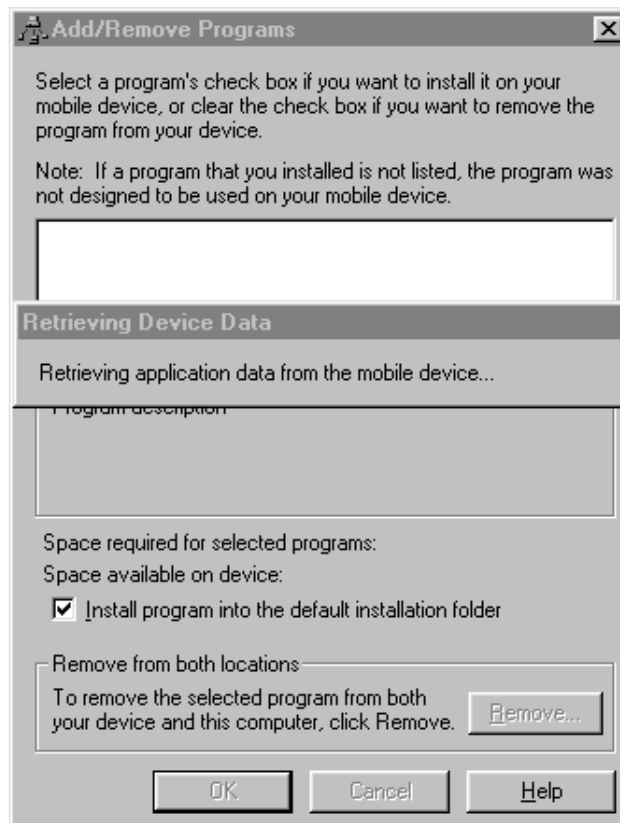 Add/Remove Programs
Select a program's check box if you want to install it on your
mobile device, or clear the check box if you want to remove the
program from your device.
Note:  If a program that you installed is not listed, the program was
not designed to be used on your mobile device.
Retrieving Device Data
Retrieving application data from the mobile device...
Program description
Space required for selected programs:
Space available on device:
Install program into the default installation folder
Remove from both locations
To remove the selected program from both
your device and this computer, click Remove.
Remove...
OK
Cancel
Help